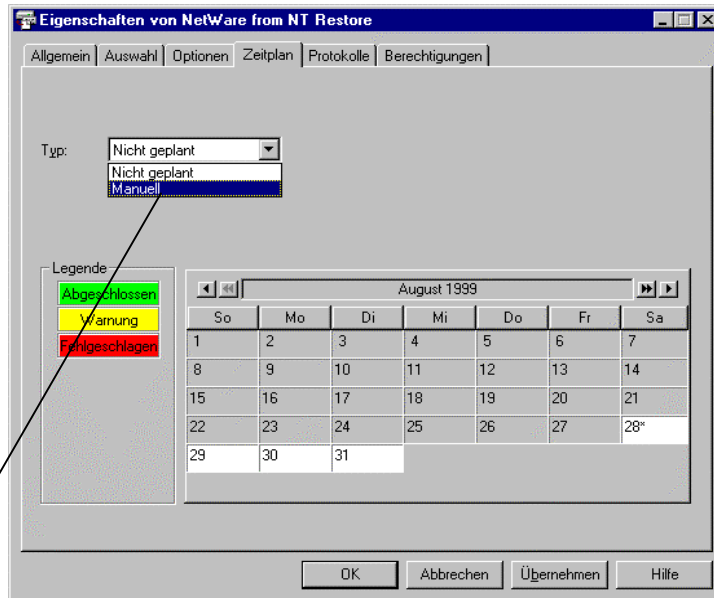 Eigenschaften von NetWare from NT Restore
Allgemein Auswahl Optionen Zeitplan Protokolle Berechtigungen
Typ: Nicht geplant
Nicht geplant
Manuell
Legende
Abgeschlossen
Warnung
Fehlgeschlagen
August 1999
So Mo Di Mi Do Fr Sa
1 2 3 4 5 6 7
8 9 10 11 12 13 14
15 16 17 18 19 20 21
22 23 24 25 26 27 28*
29 30 31
OK Abbrechen Übernehmen Hilfe